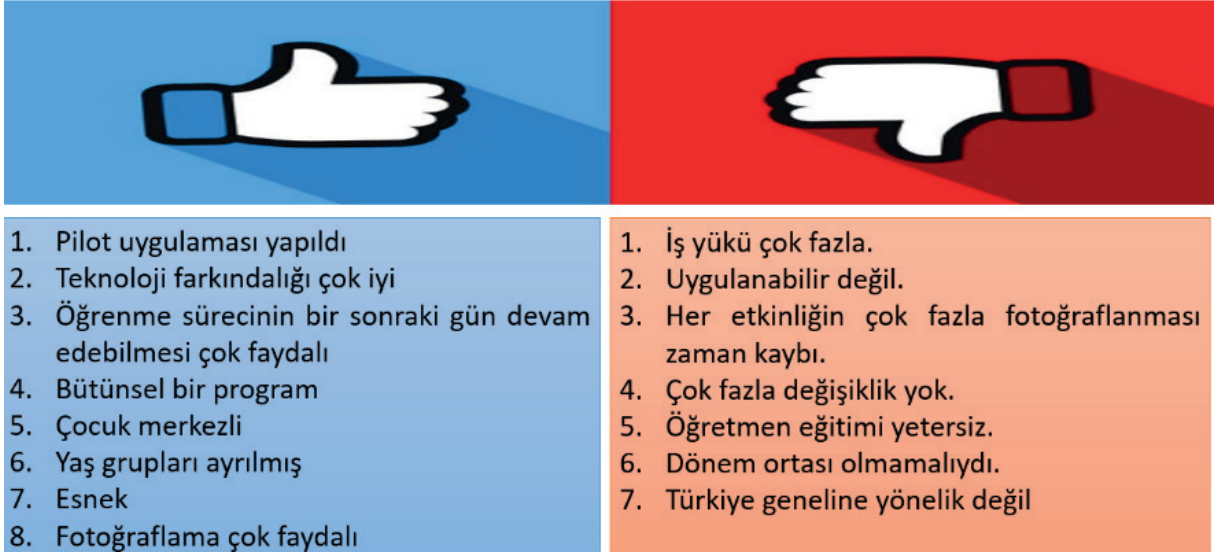 1. Pilot uygulaması yapıldı
2. Teknoloji farkındalığı çok iyi
3. Öğrenme sürecinin bir sonraki gün devam
edebilmesi çok faydalı
4. Bütünsel bir program
5. Çocuk merkezli
6. Yaş grupları ayrılmış
7. Esnek
8. Fotoğraflama çok faydalı
1. İş yükü çok fazla.
2. Uygulanabilir değil.
3. Her etkinliğin çok fazla fotoğraflanması
zaman kaybı.
4. Çok fazla değişiklik yok.
5. Öğretmen eğitimi yetersiz.
6. Dönem ortası olmamalıydı.
7. Türkiye geneline yönelik değil